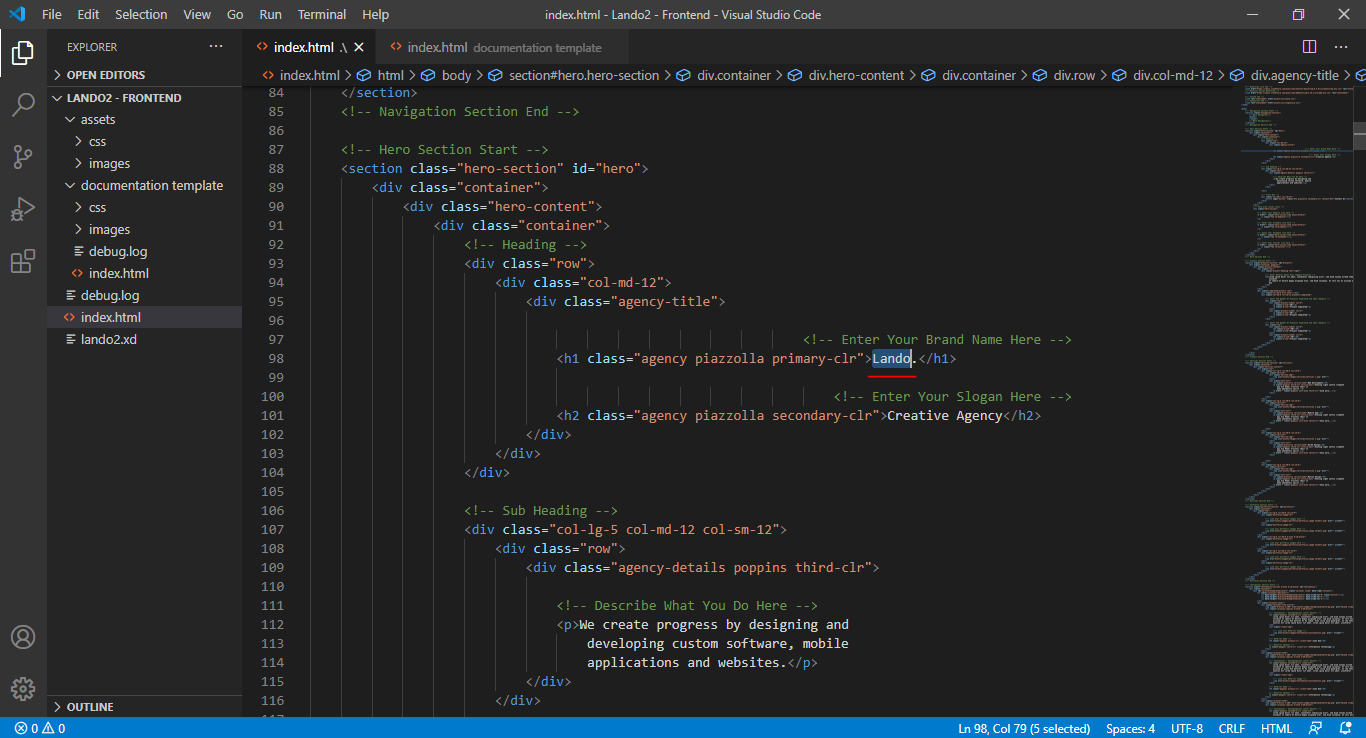 File Edit Selection View Go Run Terminal Help index.html - Lando2 - Frontend - Visual Studio Code
EXPLORER
OPEN EDITORS
LANDO2 - FRONTEND
assets
css
images
documentation template
css
images
debug.log
index.html
debug.log
index.html
lando2.xd
OUTLINE
index.html .\ index.html documentation template
index.html > html > body > section#hero.hero-section > div.container > div.hero-content > div.container > div.row > div.col-md-12 > div.agency-title >
84 </section>
85 <!-- Navigation Section End -->
86
87 <!-- Hero Section Start -->
88 <section class="hero-section" id="hero">
89 <div class="container">
90 <div class="hero-content">
91 <div class="container">
92 <!-- Heading -->
93 <div class="row">
94 <div class="col-md-12">
95 <div class="agency-title">
96
97 <!-- Enter Your Brand Name Here -->
98 <h1 class="agency piazzolla primary-clr">Lando.</h1>
99
100 <!-- Enter Your Slogan Here -->
101 <h2 class="agency piazzolla secondary-clr">Creative Agency</h2>
102 </div>
103 </div>
104 </div>
105
106 <!-- Sub Heading -->
107 <div class="col-lg-5 col-md-12 col-sm-12">
108 <div class="row">
109 <div class="agency-details poppins third-clr">
110
111 <!-- Describe What You Do Here -->
112 <p>We create progress by designing and
113 developing custom software, mobile
114 applications and websites.</p>
115 </div>
116 </div>
0 0 Ln 98, Col 79 (5 selected) Spaces: 4 UTF-8 CRLF HTML